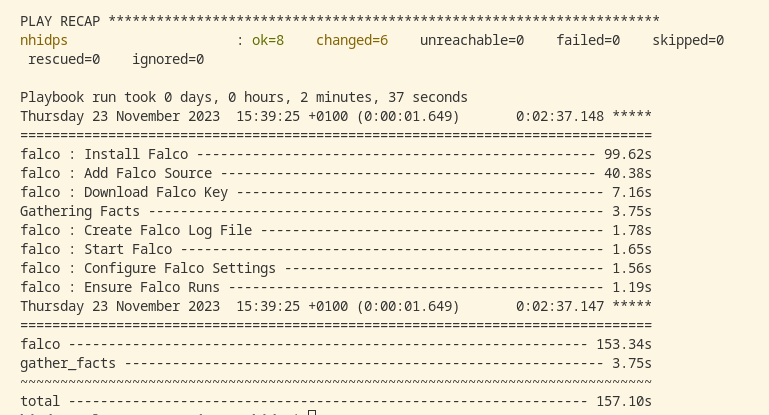 PLAY RECAP *********************************************************************
nhidps                     : ok=8    changed=6    unreachable=0    failed=0    skipped=0
 rescued=0    ignored=0
Playbook run took 0 days, 0 hours, 2 minutes, 37 seconds
Thursday 23 November 2023  15:39:25 +0100 (0:00:01.649)       0:02:37.148 *****
===============================================================================
falco : Install Falco -------------------------------------------------- 99.62s
falco : Add Falco Source ----------------------------------------------- 40.38s
falco : Download Falco Key ---------------------------------------------- 7.16s
Gathering Facts --------------------------------------------------------- 3.75s
falco : Create Falco Log File ------------------------------------------- 1.78s
falco : Start Falco ----------------------------------------------------- 1.65s
falco : Configure Falco Settings ---------------------------------------- 1.56s
falco : Ensure Falco Runs ----------------------------------------------- 1.19s
Thursday 23 November 2023  15:39:25 +0100 (0:00:01.649)       0:02:37.147 *****
===============================================================================
falco ----------------------------------------------------------------- 153.34s
gather_facts ------------------------------------------------------------ 3.75s
~~~~~~~~~~~~~~~~~~~~~~~~~~~~~~~~~~~~~~~~~~~~~~~~~~~~~~~~~~~~~~~~~~~~~~~~~~~~~~~
total ----------------------------------------------------------------- 157.10s